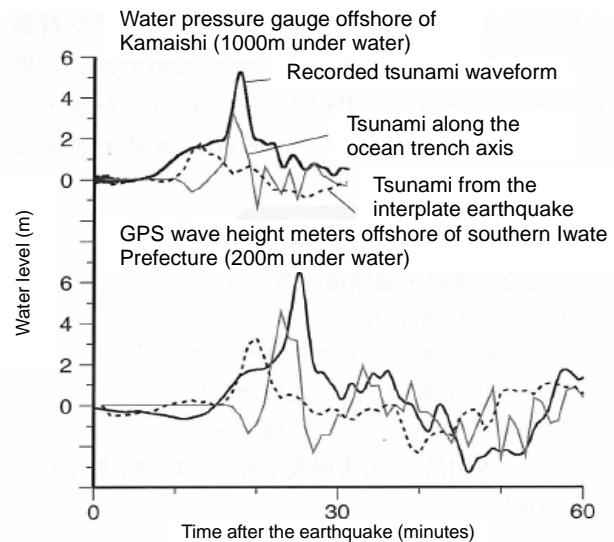 Water pressure gauge offshore of
Kamaishi (1000m under water)
6
Recorded tsunami waveform
4
Tsunami along the
ocean trench axis
2
0
Tsunami from the
interplate earthquake
GPS wave height meters offshore of southern Iwate
Prefecture (200m under water)
Water level (m)
6
4
2
0
0
30
60
Time after the earthquake (minutes)